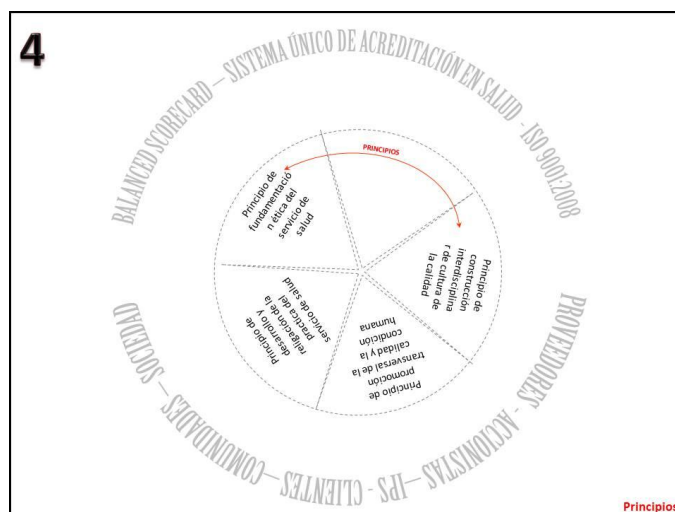 4
BALANCED SCORECARD – SISTEMA ÚNICO DE ACREDITACIÓN EN SALUD - ISO 9001:2008
PRINCIPIOS
Principio de
fundamentació
n ética del
servicio de
salud
Principio de
construcción
interdisciplina
r de cultura de
la calidad
Principio de
promoción
transversal de la
calidad y la
condición
humana
Principio de
desarrollo y
religación de la
practica del
servicio de salud
PROVEEDORES - ACCIONISTAS –IPS - CLIENTES –COMUNIDADES – SOCIEDAD
Principios